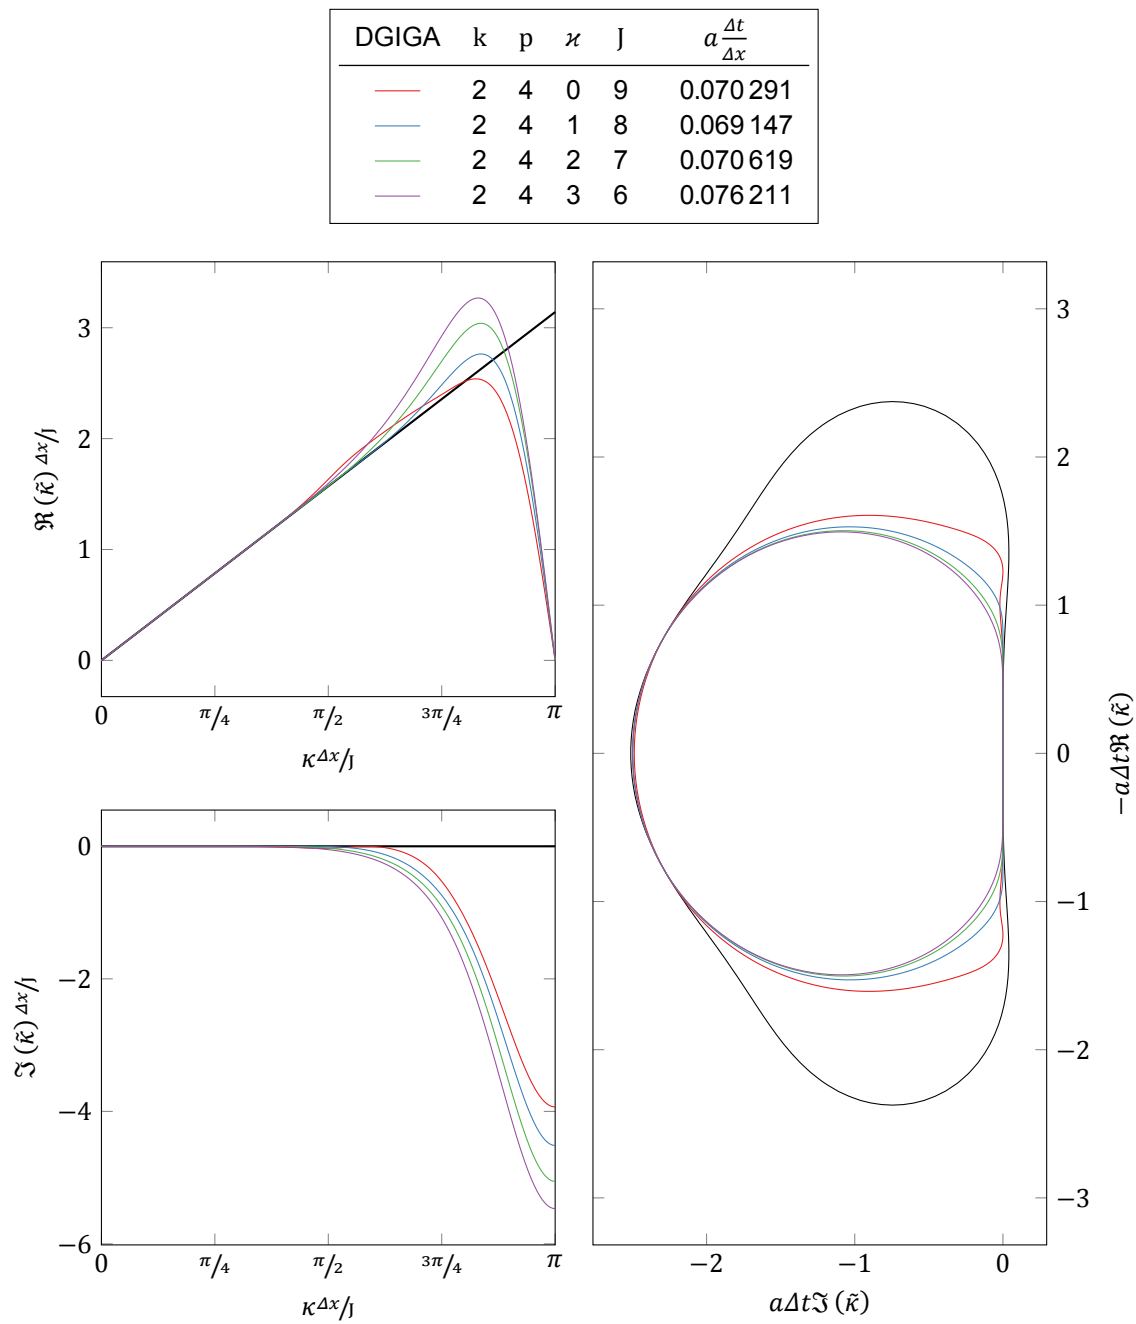 DGIGA k p ϰ J a Δt/Δx
2 4 0 9 0.070 291
2 4 1 8 0.069 147
2 4 2 7 0.070 619
2 4 3 6 0.076 211
3
2
1
0
ℜ (κ̃) Δx/J
0 π/4 π/2 3π/4 π
κ Δx/J
0
−2
−4
−6
ℑ (κ̃) Δx/J
0 π/4 π/2 3π/4 π
κ Δx/J
3
2
1
0
−1
−2
−3
−aΔtℜ (κ̃)
−2 −1 0
aΔtℑ (κ̃)